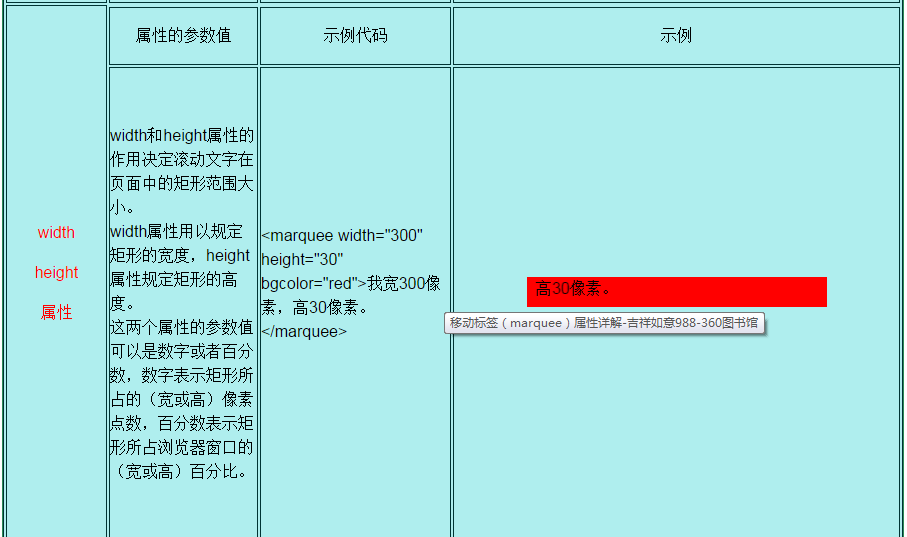 属性的参数值
示例代码
示例
width
height
属性
width和height属性的
作用决定滚动文字在
页面中的矩形范围大
小。
width属性用以规定
矩形的宽度，height
属性规定矩形的高
度。
这两个属性的参数值
可以是数字或者百分
数，数字表示矩形所
占的（宽或高）像素
点数，百分数表示矩
形所占浏览器窗口的
（宽或高）百分比。
<marquee width="300"
height="30"
bgcolor="red">我宽300像
素，高30像素。
</marquee>
高30像素。
移动标签（marquee）属性详解-吉祥如意988-360图书馆